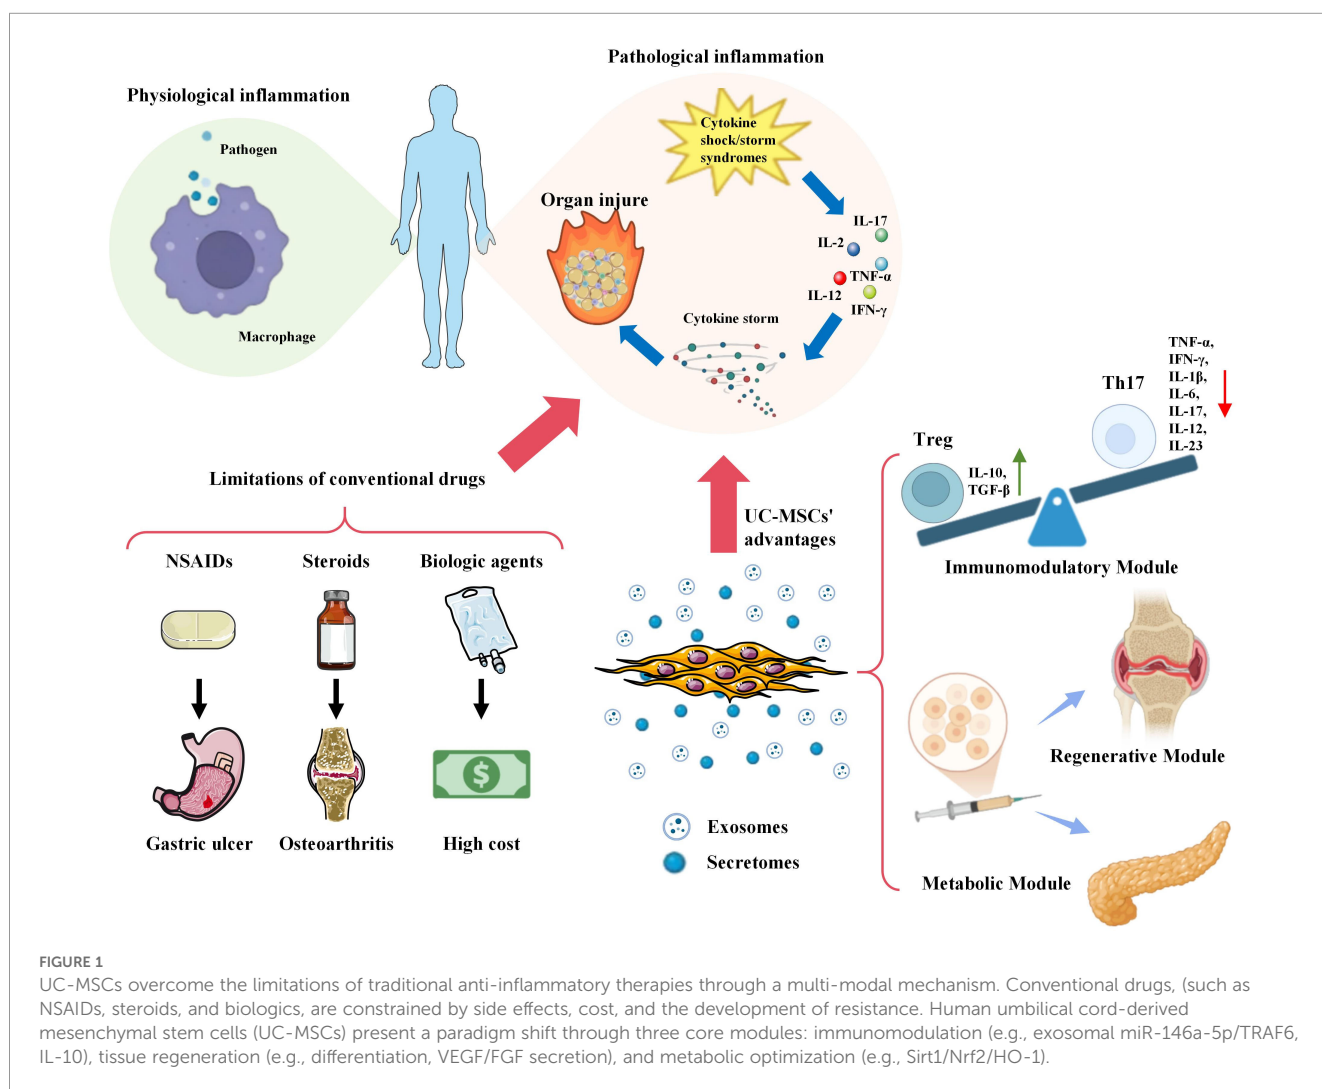 Pathological inflammation
Physiological inflammation
Pathogen
Macrophage
Cytokine
shock/storm
syndromes
Organ injure
IL-17
IL-2
TNF-α
IL-12
IFN-γ
Cytokine storm
Limitations of conventional drugs
NSAIDs
Steroids
Biologic agents
Gastric ulcer
Osteoarthritis
High cost
$
UC-MSCs'
advantages
Exosomes
Secretomes
Treg
IL-10,
TGF-β
Th17
TNF-α,
IFN-γ,
IL-1β,
IL-6,
IL-17,
IL-12,
IL-23
Immunomodulatory Module
Regenerative Module
Metabolic Module
FIGURE 1
UC-MSCs overcome the limitations of traditional anti-inflammatory therapies through a multi-modal mechanism. Conventional drugs, (such as
NSAIDs, steroids, and biologics, are constrained by side effects, cost, and the development of resistance. Human umbilical cord-derived
mesenchymal stem cells (UC-MSCs) present a paradigm shift through three core modules: immunomodulation (e.g., exosomal miR-146a-5p/TRAF6,
IL-10), tissue regeneration (e.g., differentiation, VEGF/FGF secretion), and metabolic optimization (e.g., Sirt1/Nrf2/HO-1).